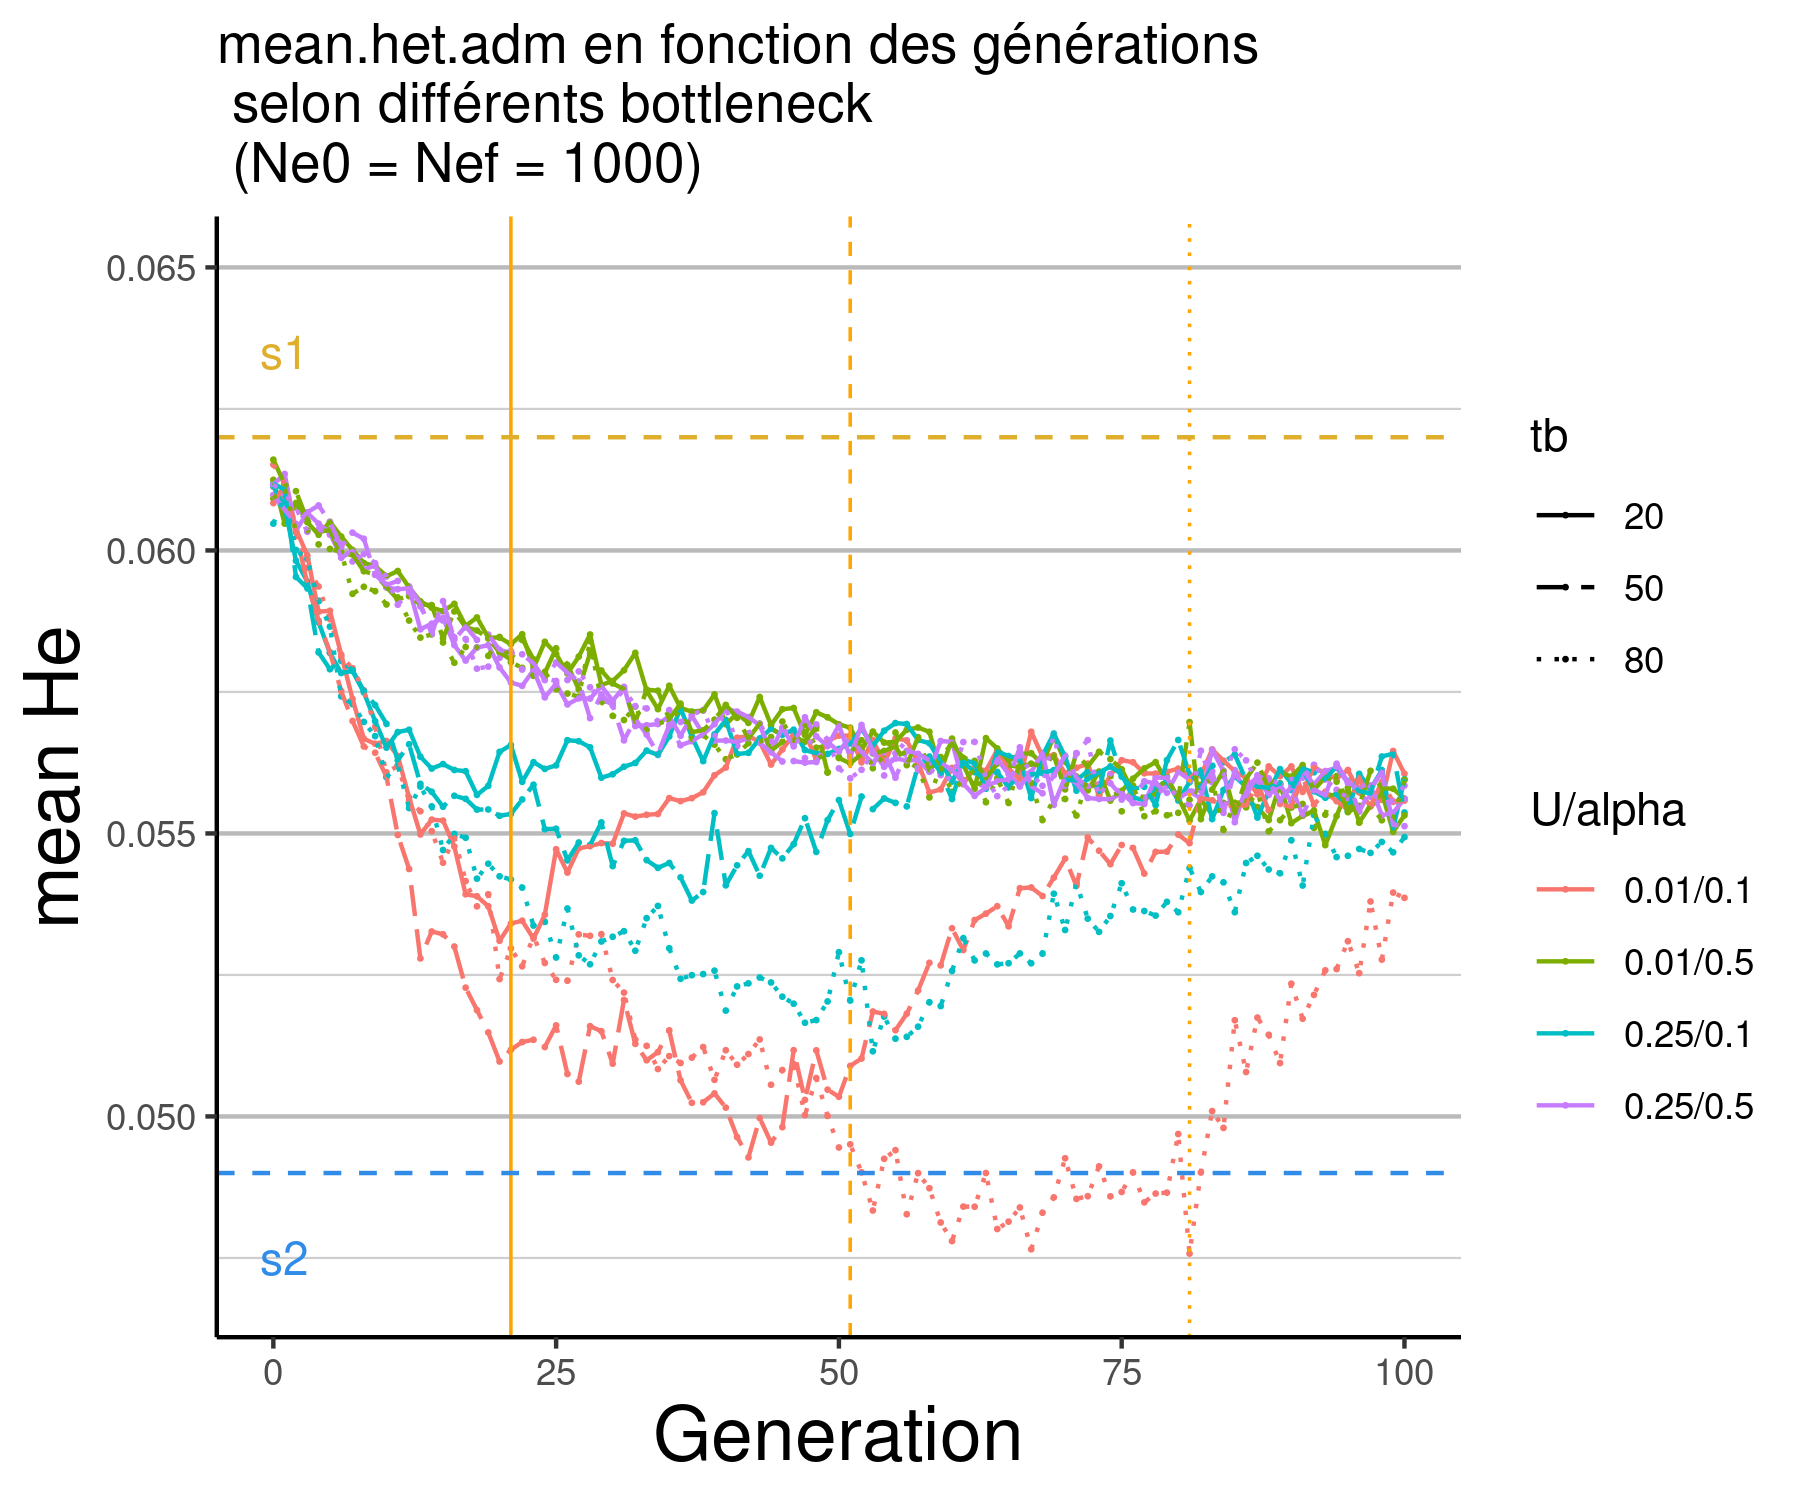 mean.het.adm en fonction des générations
selon différents bottleneck
(Ne0 = Nef = 1000)
mean He
0.065
0.060
0.055
0.050
s1
s2
0
25
50
75
100
Generation
tb
20
50
80
U/alpha
0.01/0.1
0.01/0.5
0.25/0.1
0.25/0.5